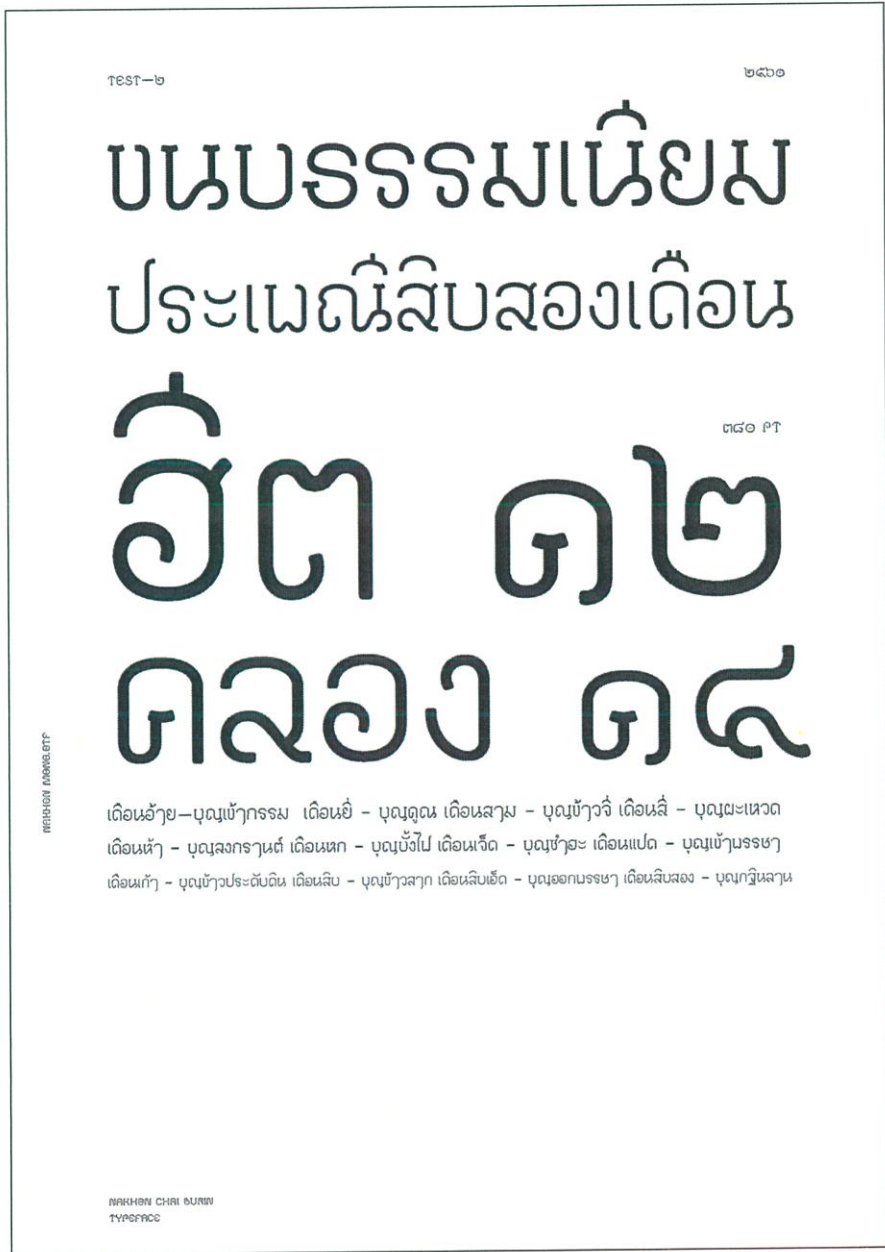 TEST—๒
๒๕๖๑
ขนบธรรมเนียม
ประเพณีสิบสองเดือน
๓๘๐ PT
ฮีต ๑๒
คลอง ๑๔
เดือนอ้าย—บุญเข้ากรรม เดือนยี่ – บุญคูณ เดือนสาม – บุญข้าวจี่ เดือนสี่ – บุญผะเหวด
เดือนห้า – บุญสงกรานต์ เดือนหก – บุญบั้งไฟ เดือนเจ็ด – บุญซำฮะ เดือนแปด – บุญเข้าพรรษา
เดือนเก้า – บุญข้าวประดับดิน เดือนสิบ – บุญข้าวสาก เดือนสิบเอ็ด – บุญออกพรรษา เดือนสิบสอง – บุญกฐินลาน
NAKHON CHAI BURIN
TYPEFACE